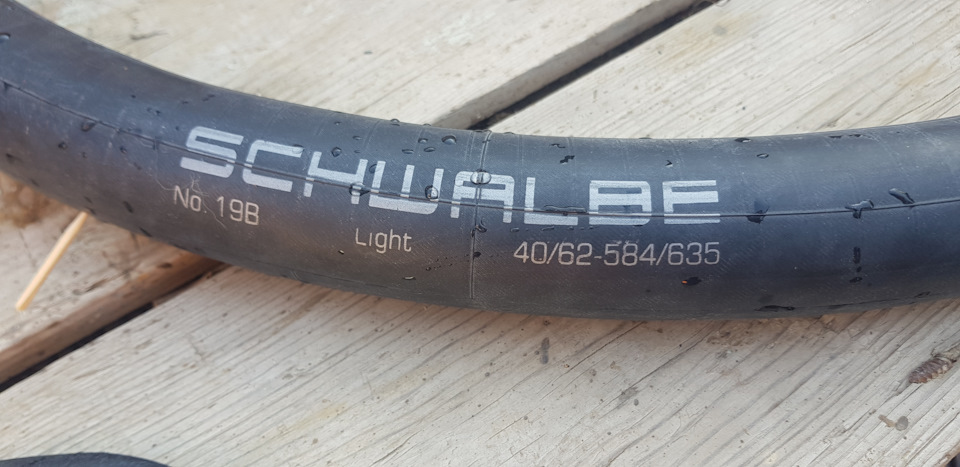 SCHWALBE
No. 19B
Light
40/62-584/635